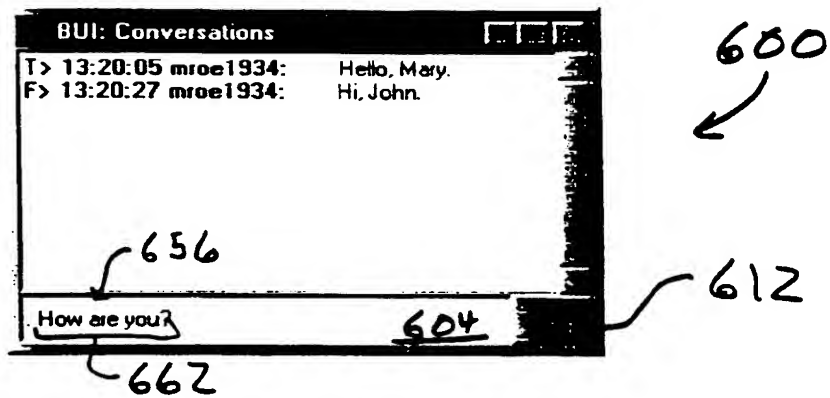 BUI: Conversations
600
T> 13:20:05 mroe1934: Hello, Mary.
F> 13:20:27 mroe1934: Hi, John.
656
612
How are you?
604
662